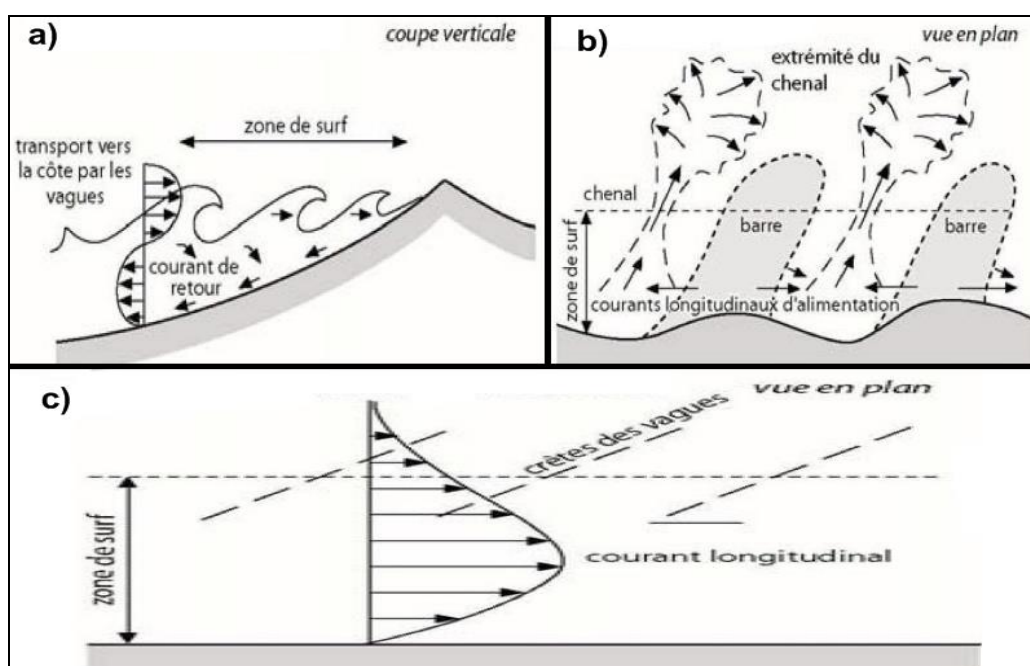 a)
coupe verticale
zone de surf
transport vers
la côte par les
vagues
courant de
retour
b)
vue en plan
extrémité du
chenal
chenal
barre
barre
zone de surf
courants longitudinaux d'alimentation
c)
vue en plan
crètes des vagues
zone de surf
courant longitudinal